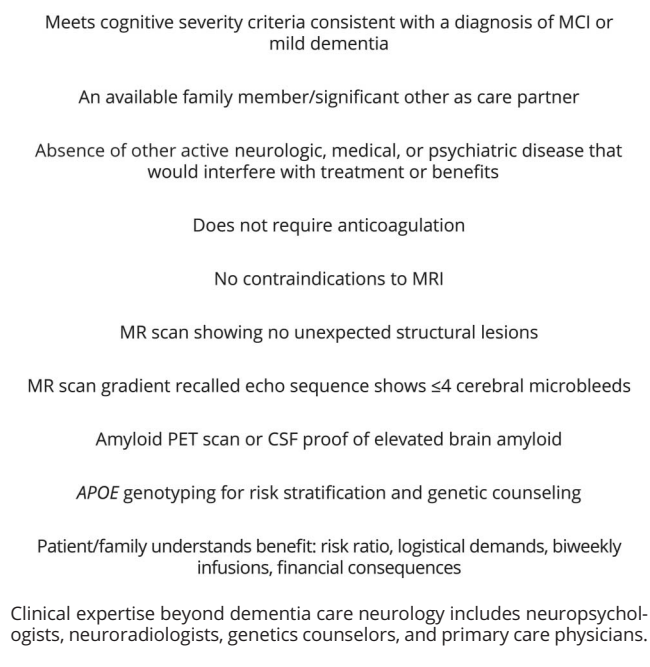 Meets cognitive severity criteria consistent with a diagnosis of MCI or
mild dementia
An available family member/significant other as care partner
Absence of other active neurologic, medical, or psychiatric disease that
would interfere with treatment or benefits
Does not require anticoagulation
No contraindications to MRI
MR scan showing no unexpected structural lesions
MR scan gradient recalled echo sequence shows ≤4 cerebral microbleeds
Amyloid PET scan or CSF proof of elevated brain amyloid
APOE genotyping for risk stratification and genetic counseling
Patient/family understands benefit: risk ratio, logistical demands, biweekly
infusions, financial consequences
Clinical expertise beyond dementia care neurology includes neuropsychol-
ogists, neuroradiologists, genetics counselors, and primary care physicians.